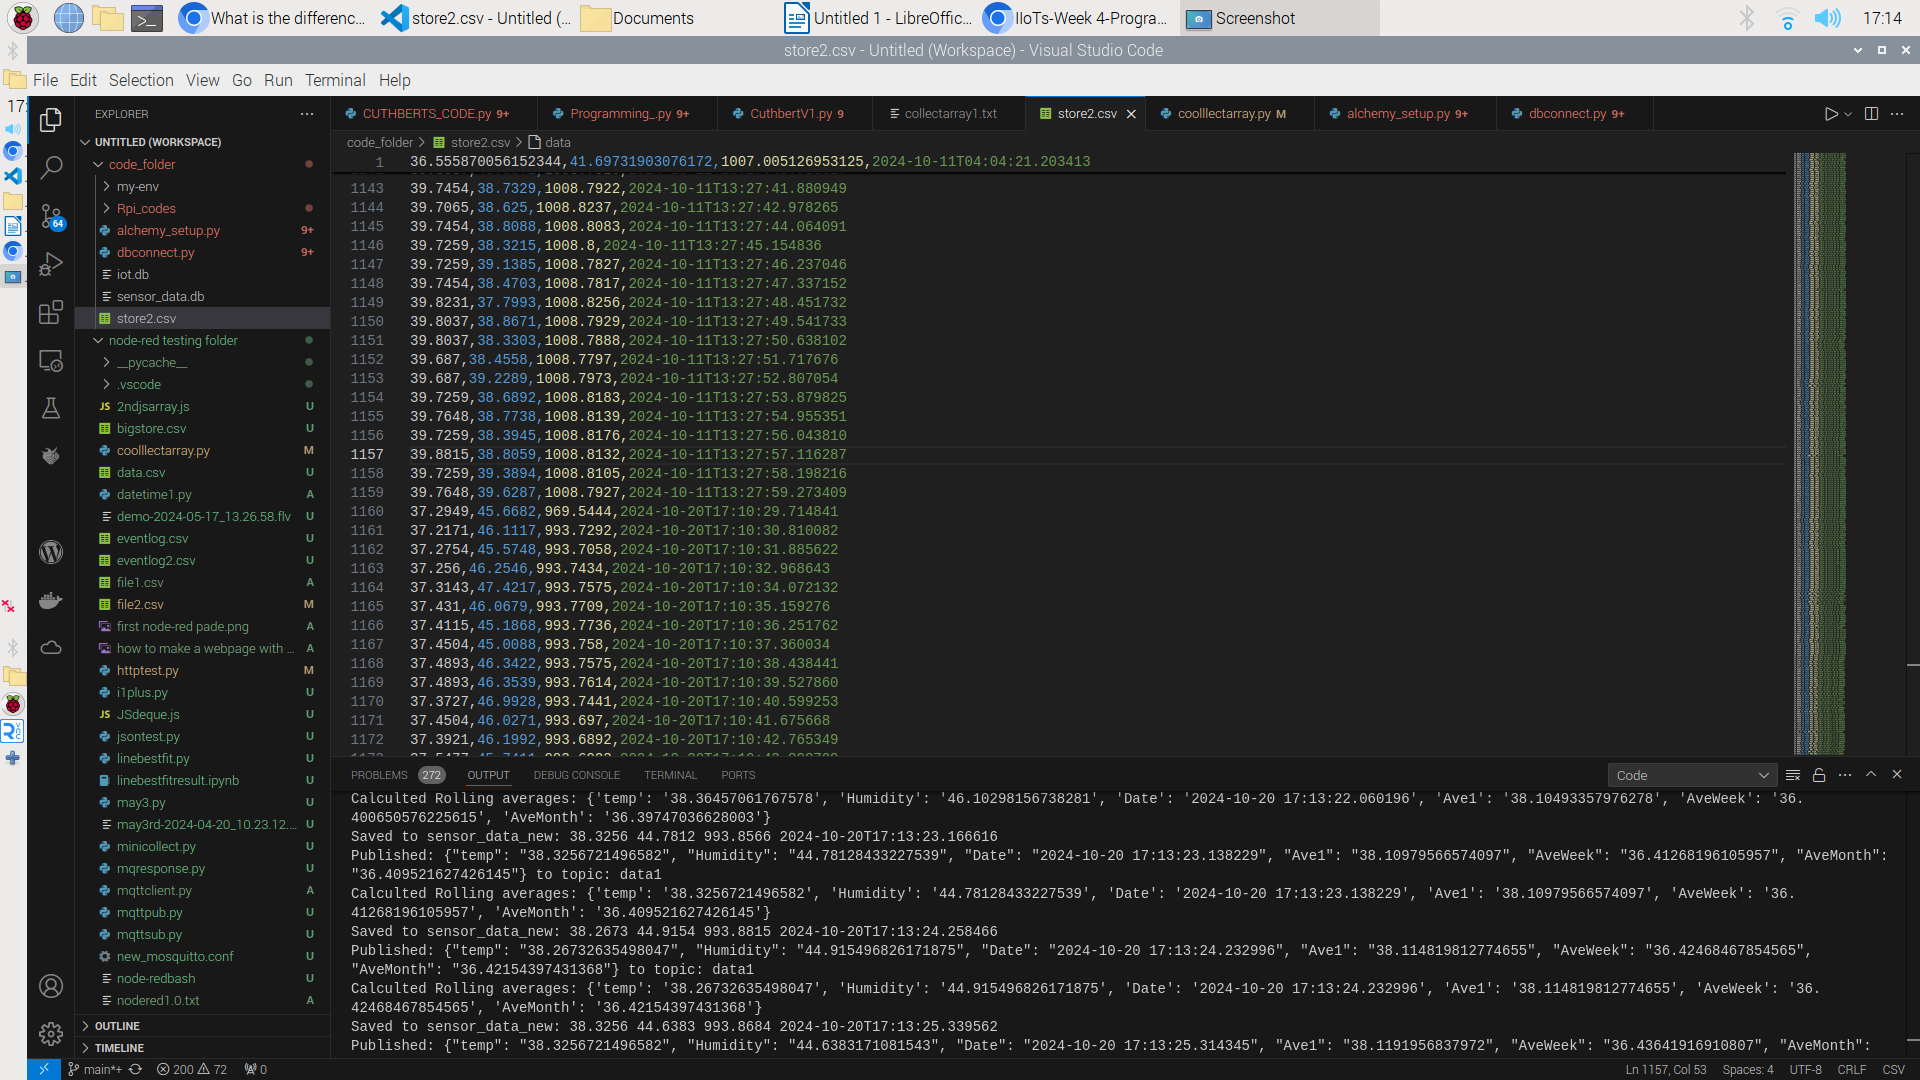 What is the differenc...
store2.csv - Untitled (...
Documents
Untitled 1 - LibreOffic...
IIoTs-Week 4-Progra...
Screenshot
17:14
store2.csv - Untitled (Workspace) - Visual Studio Code
File Edit Selection View Go Run Terminal Help
17:
EXPLORER
UNTITLED (WORKSPACE)
code_folder
my-env
Rpi_codes
alchemy_setup.py 9+
dbconnect.py 9+
iot.db
sensor_data.db
store2.csv
node-red testing folder
__pycache__
.vscode
JS 2ndjsarray.js U
bigstore.csv U
coolllectarray.py M
data.csv U
datetime1.py A
demo-2024-05-17_13.26.58.flv U
eventlog.csv U
eventlog2.csv U
file1.csv A
file2.csv M
first node-red pade.png A
how to make a webpage with ... A
httptest.py M
i1plus.py U
JS JSdeque.js U
jsontest.py U
linebestfit.py U
linebestfitresult.ipynb U
may3.py U
may3rd-2024-04-20_10.23.12.... U
minicollect.py U
mqresponse.py U
mqttclient.py A
mqttpub.py U
mqttsub.py U
new_mosquitto.conf U
node-redbash U
nodered1.0.txt A
OUTLINE
TIMELINE
64
CUTHBERTS_CODE.py 9+
Programming_.py 9+
CuthbertV1.py 9
collectarray1.txt
store2.csv
coolllectarray.py M
alchemy_setup.py 9+
dbconnect.py 9+
code_folder > store2.csv > data
1 36.555870056152344,41.69731903076172,1007.005126953125,2024-10-11T04:04:21.203413
1143 39.7454,38.7329,1008.7922,2024-10-11T13:27:41.880949
1144 39.7065,38.625,1008.8237,2024-10-11T13:27:42.978265
1145 39.7454,38.8088,1008.8083,2024-10-11T13:27:44.064091
1146 39.7259,38.3215,1008.8,2024-10-11T13:27:45.154836
1147 39.7259,39.1385,1008.7827,2024-10-11T13:27:46.237046
1148 39.7454,38.4703,1008.7817,2024-10-11T13:27:47.337152
1149 39.8231,37.7993,1008.8256,2024-10-11T13:27:48.451732
1150 39.8037,38.8671,1008.7929,2024-10-11T13:27:49.541733
1151 39.8037,38.3303,1008.7888,2024-10-11T13:27:50.638102
1152 39.687,38.4558,1008.7797,2024-10-11T13:27:51.717676
1153 39.687,39.2289,1008.7973,2024-10-11T13:27:52.807054
1154 39.7259,38.6892,1008.8183,2024-10-11T13:27:53.879825
1155 39.7648,38.7738,1008.8139,2024-10-11T13:27:54.955351
1156 39.7259,38.3945,1008.8176,2024-10-11T13:27:56.043810
1157 39.8815,38.8059,1008.8132,2024-10-11T13:27:57.116287
1158 39.7259,39.3894,1008.8105,2024-10-11T13:27:58.198216
1159 39.7648,39.6287,1008.7927,2024-10-11T13:27:59.273409
1160 37.2949,45.6682,969.5444,2024-10-20T17:10:29.714841
1161 37.2171,46.1117,993.7292,2024-10-20T17:10:30.810082
1162 37.2754,45.5748,993.7058,2024-10-20T17:10:31.885622
1163 37.256,46.2546,993.7434,2024-10-20T17:10:32.968643
1164 37.3143,47.4217,993.7575,2024-10-20T17:10:34.072132
1165 37.431,46.0679,993.7709,2024-10-20T17:10:35.159276
1166 37.4115,45.1868,993.7736,2024-10-20T17:10:36.251762
1167 37.4504,45.0088,993.758,2024-10-20T17:10:37.360034
1168 37.4893,46.3422,993.7575,2024-10-20T17:10:38.438441
1169 37.4893,46.3539,993.7614,2024-10-20T17:10:39.527860
1170 37.3727,46.9928,993.7441,2024-10-20T17:10:40.599253
1171 37.4504,46.0271,993.697,2024-10-20T17:10:41.675668
1172 37.3921,46.1992,993.6892,2024-10-20T17:10:42.765349
PROBLEMS 272 OUTPUT DEBUG CONSOLE TERMINAL PORTS
Code
Calculted Rolling averages: {'temp': '38.36457061767578', 'Humidity': '46.10298156738281', 'Date': '2024-10-20 17:13:22.060196', 'Ave1': '38.10493357976278', 'AveWeek': '36.
400650576225615', 'AveMonth': '36.39747036628003'}
Saved to sensor_data_new: 38.3256 44.7812 993.8566 2024-10-20T17:13:23.166616
Published: {"temp": "38.3256721496582", "Humidity": "44.78128433227539", "Date": "2024-10-20 17:13:23.138229", "Ave1": "38.10979566574097", "AveWeek": "36.41268196105957", "AveMonth":
"36.409521627426145"} to topic: data1
Calculted Rolling averages: {'temp': '38.3256721496582', 'Humidity': '44.78128433227539', 'Date': '2024-10-20 17:13:23.138229', 'Ave1': '38.10979566574097', 'AveWeek': '36.
41268196105957', 'AveMonth': '36.409521627426145'}
Saved to sensor_data_new: 38.2673 44.9154 993.8815 2024-10-20T17:13:24.258466
Published: {"temp": "38.26732635498047", "Humidity": "44.915496826171875", "Date": "2024-10-20 17:13:24.232996", "Ave1": "38.114819812774655", "AveWeek": "36.42468467854565",
"AveMonth": "36.42154397431368"} to topic: data1
Calculted Rolling averages: {'temp': '38.26732635498047', 'Humidity': '44.915496826171875', 'Date': '2024-10-20 17:13:24.232996', 'Ave1': '38.114819812774655', 'AveWeek': '36.
42468467854565', 'AveMonth': '36.42154397431368'}
Saved to sensor_data_new: 38.3256 44.6383 993.8684 2024-10-20T17:13:25.339562
Published: {"temp": "38.3256721496582", "Humidity": "44.6383171081543", "Date": "2024-10-20 17:13:25.314345", "Ave1": "38.1191956837972", "AveWeek": "36.43641916910807", "AveMonth":
main*+ 200 72 0
Ln 1157, Col 53 Spaces: 4 UTF-8 CRLF CSV